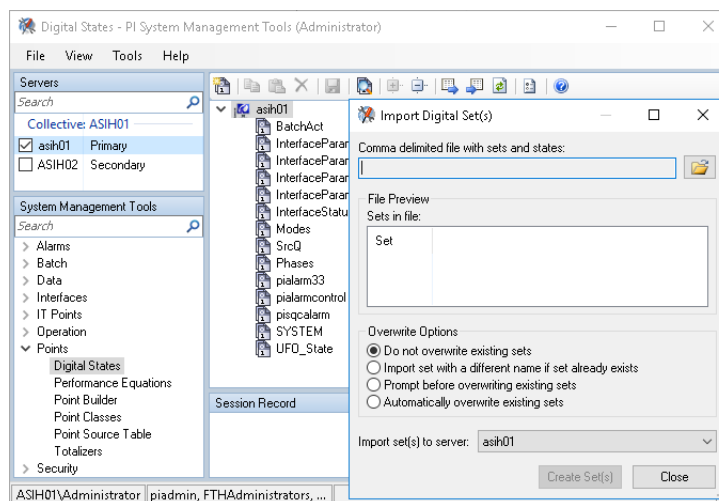 Digital States - PI System Management Tools (Administrator)
File View Tools Help
Servers
Search
Collective: ASIH01
asih01 Primary
ASIH02 Secondary
System Management Tools
Search
Alarms
Batch
Data
Interfaces
IT Points
Operation
Points
Digital States
Performance Equations
Point Builder
Point Classes
Point Source Table
Totalizers
Security
asih01
BatchAct
InterfaceParar
InterfaceParar
InterfaceParar
InterfaceParar
InterfaceStatu
Modes
SrcQ
Phases
pialarm33
pialarmcontrol
pisqcalarm
SYSTEM
UFO_State
Session Record
Import Digital Set(s)
Comma delimited file with sets and states:
File Preview
Sets in file:
Set
Overwrite Options
Do not overwrite existing sets
Import set with a different name if set already exists
Prompt before overwriting existing sets
Automatically overwrite existing sets
Import set(s) to server: asih01
Create Set(s) Close
ASIH01\Administrator piadmin, FTHAdministrators, ...